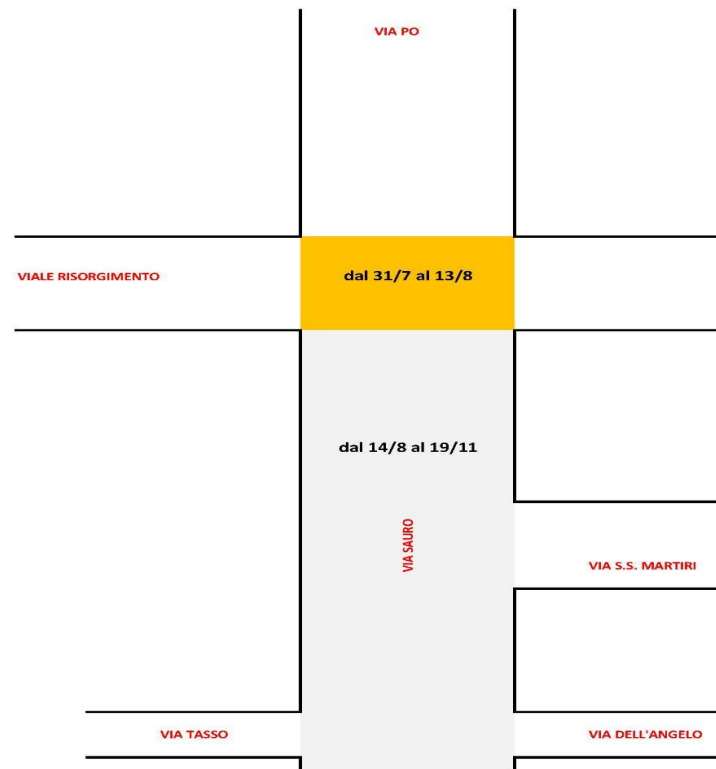 VIA PO
VIALE RISORGIMENTO
dal 31/7 al 13/8
dal 14/8 al 19/11
VIA SAURO
VIA S.S. MARTIRI
VIA TASSO
VIA DELL'ANGELO